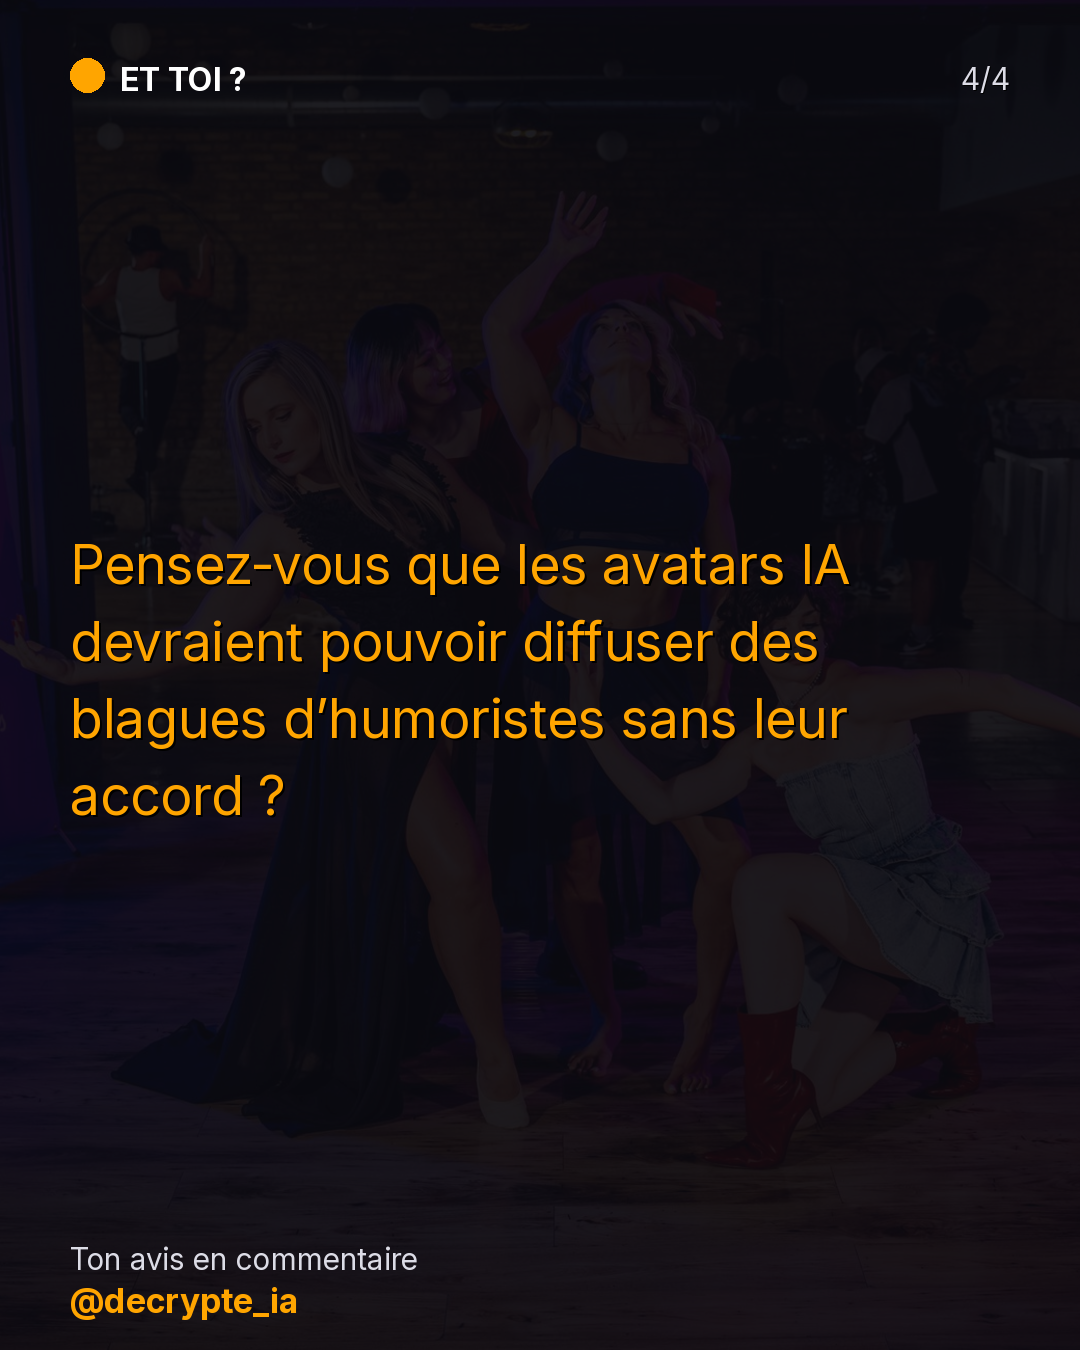 ET TOI ?
4/4
Pensez-vous que les avatars IA
devraient pouvoir diffuser des
blagues d’humoristes sans leur
accord ?
Ton avis en commentaire
@decrypte_ia